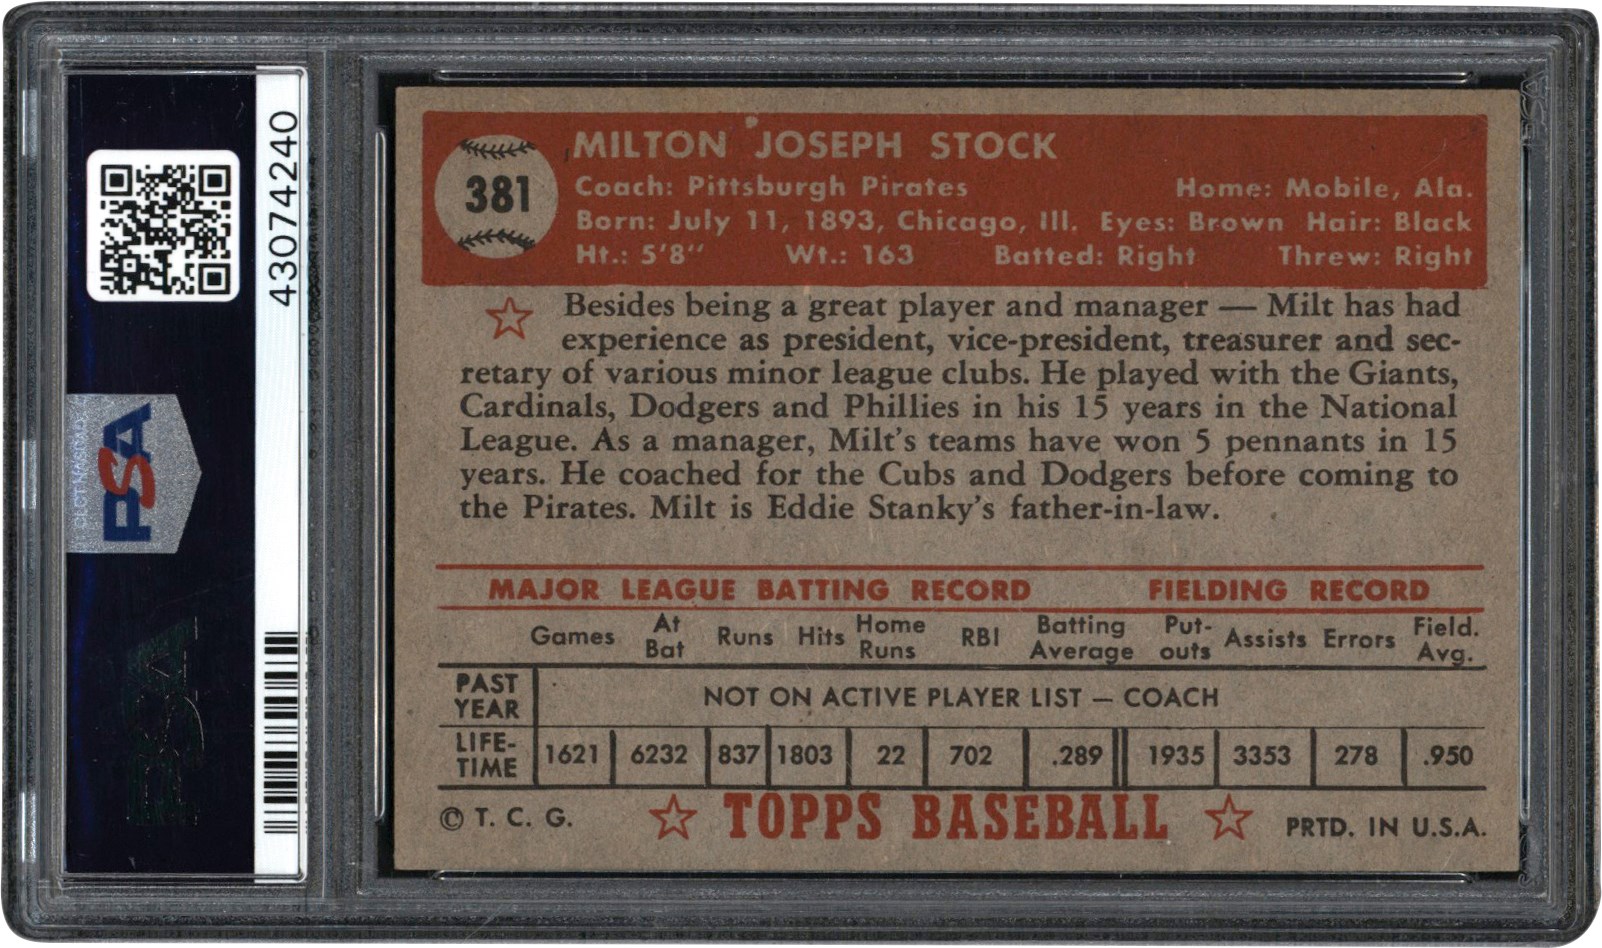 43074240
PSA
381
MILTON JOSEPH STOCK
Coach: Pittsburgh Pirates Home: Mobile, Ala.
Born: July 11, 1893, Chicago, Ill. Eyes: Brown Hair: Black
Ht.: 5'8" Wt.: 163 Batted: Right Threw: Right
Besides being a great player and manager — Milt has had
experience as president, vice-president, treasurer and sec-
retary of various minor league clubs. He played with the Giants,
Cardinals, Dodgers and Phillies in his 15 years in the National
League. As a manager, Milt's teams have won 5 pennants in 15
years. He coached for the Cubs and Dodgers before coming to
the Pirates. Milt is Eddie Stanky's father-in-law.
MAJOR LEAGUE BATTING RECORD FIELDING RECORD
Games At Bat Runs Hits Home Runs RBI Batting Average Put-outs Assists Errors Field. Avg.
PAST YEAR NOT ON ACTIVE PLAYER LIST — COACH
LIFE-TIME 1621 6232 837 1803 22 702 .289 1935 3353 278 .950
© T. C. G. TOPPS BASEBALL PRTD. IN U.S.A.